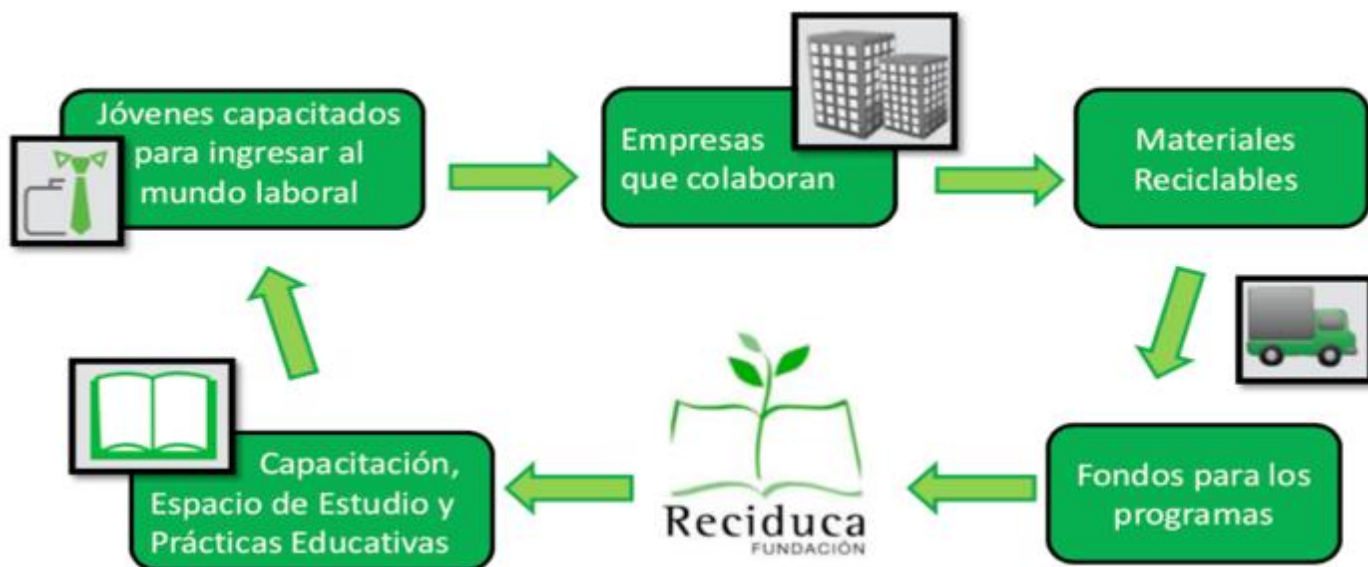 Jóvenes capacitados
para ingresar al
mundo laboral
Empresas
que colaboran
Materiales
Reciclables
Fondos para los
programas
Reciduca
FUNDACIÓN
Capacitación,
Espacio de Estudio y
Prácticas Educativas